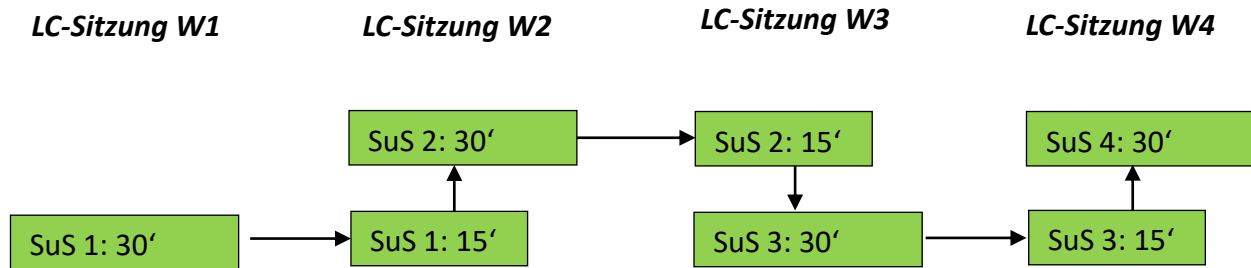 LC-Sitzung W1
LC-Sitzung W2
LC-Sitzung W3
LC-Sitzung W4
SuS 2: 30‘
SuS 2: 15‘
SuS 4: 30‘
SuS 1: 30‘
SuS 1: 15‘
SuS 3: 30‘
SuS 3: 15‘